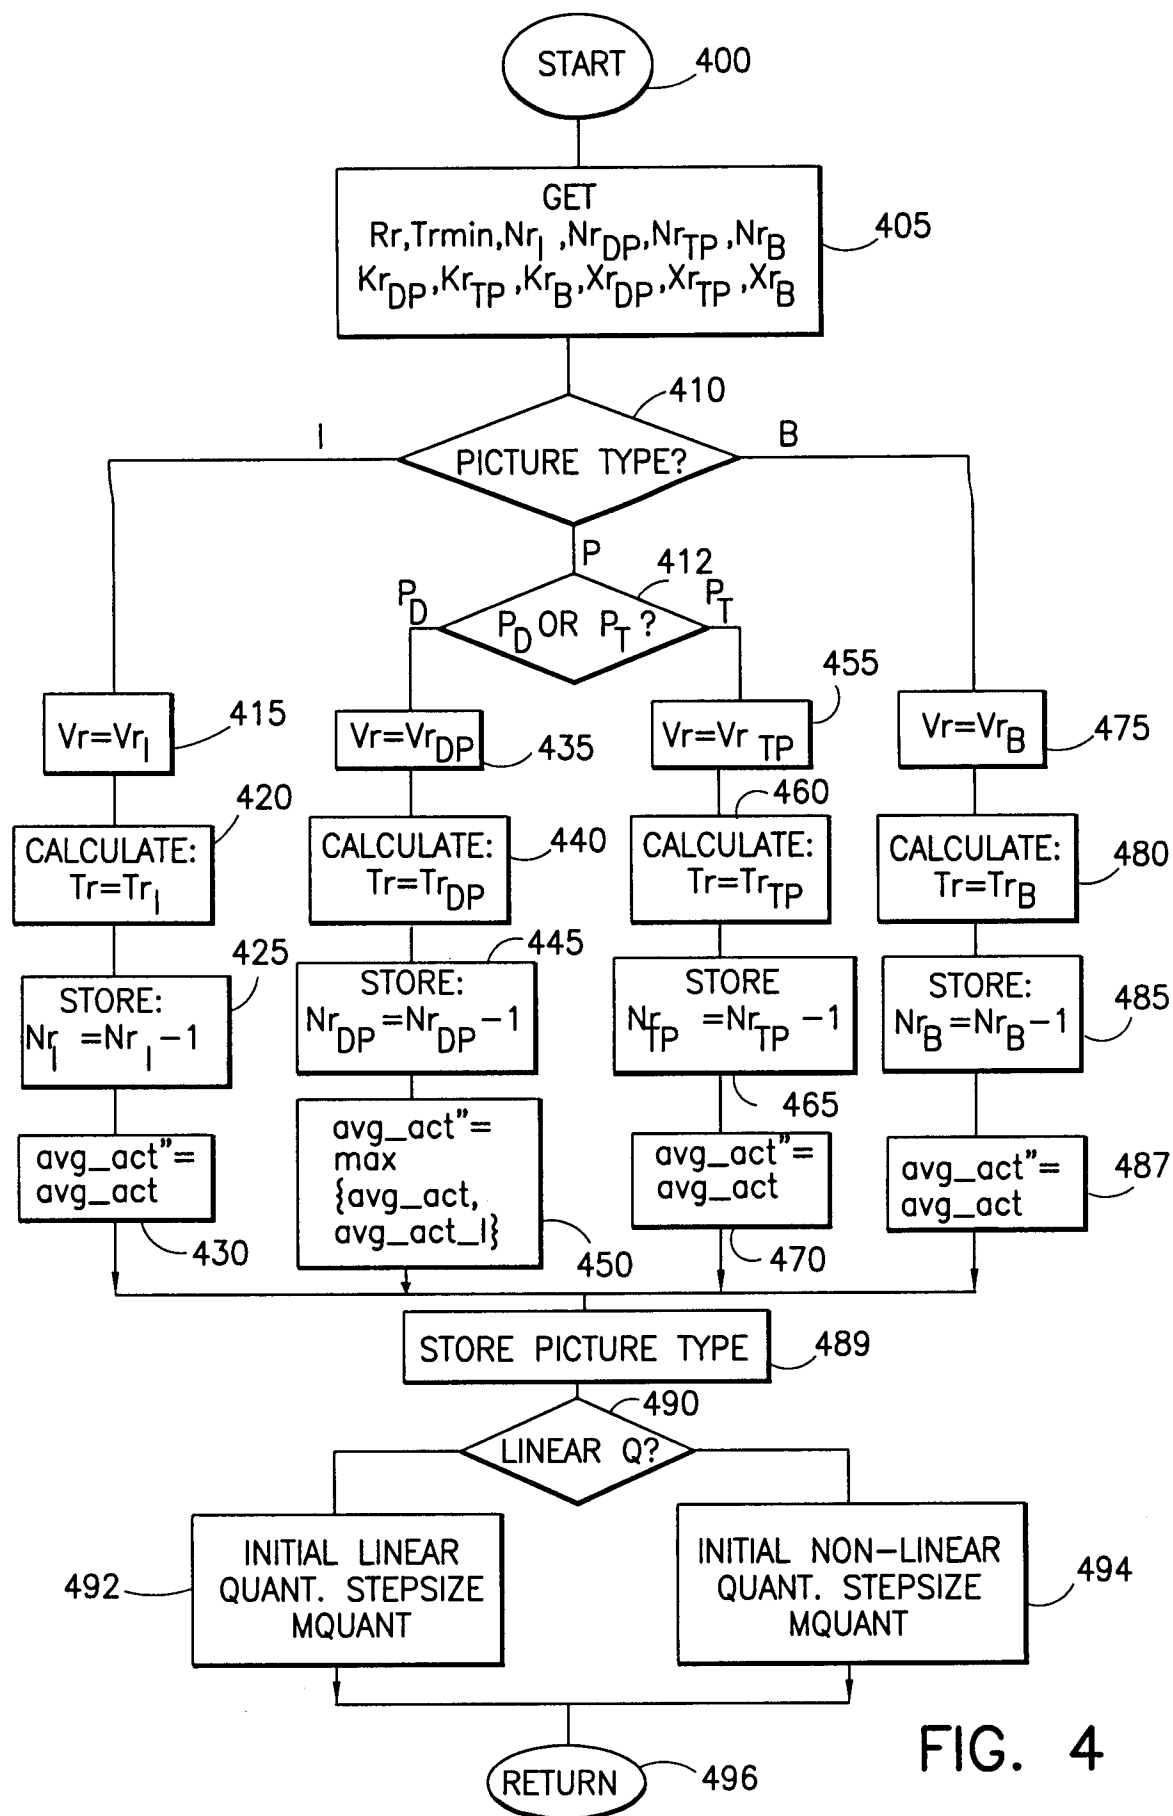 START
400
GET
Rr,Trmin,Nr_I,Nr_DP,Nr_TP,Nr_B
Kr_DP,Kr_TP,Kr_B,Xr_DP,Xr_TP,Xr_B
405
410
I
PICTURE TYPE?
B
P
412
P_D
P_D OR P_T?
P_T
Vr=Vr_I
415
Vr=Vr_DP
435
Vr=Vr_TP
455
Vr=Vr_B
475
420
CALCULATE:
Tr=Tr_I
CALCULATE:
Tr=Tr_DP
440
460
CALCULATE:
Tr=Tr_TP
CALCULATE:
Tr=Tr_B
480
425
STORE:
Nr_I=Nr_I-1
445
STORE:
Nr_DP=Nr_DP-1
STORE
Nr_TP=Nr_TP-1
465
STORE:
Nr_B=Nr_B-1
485
avg_act"=
avg_act
430
avg_act"=
max
{avg_act,
avg_act_I}
450
avg_act"=
avg_act
470
avg_act"=
avg_act
487
STORE PICTURE TYPE
489
490
LINEAR Q?
INITIAL LINEAR
QUANT. STEPSIZE
MQUANT
492
INITIAL NON-LINEAR
QUANT. STEPSIZE
MQUANT
494
RETURN
496
FIG. 4